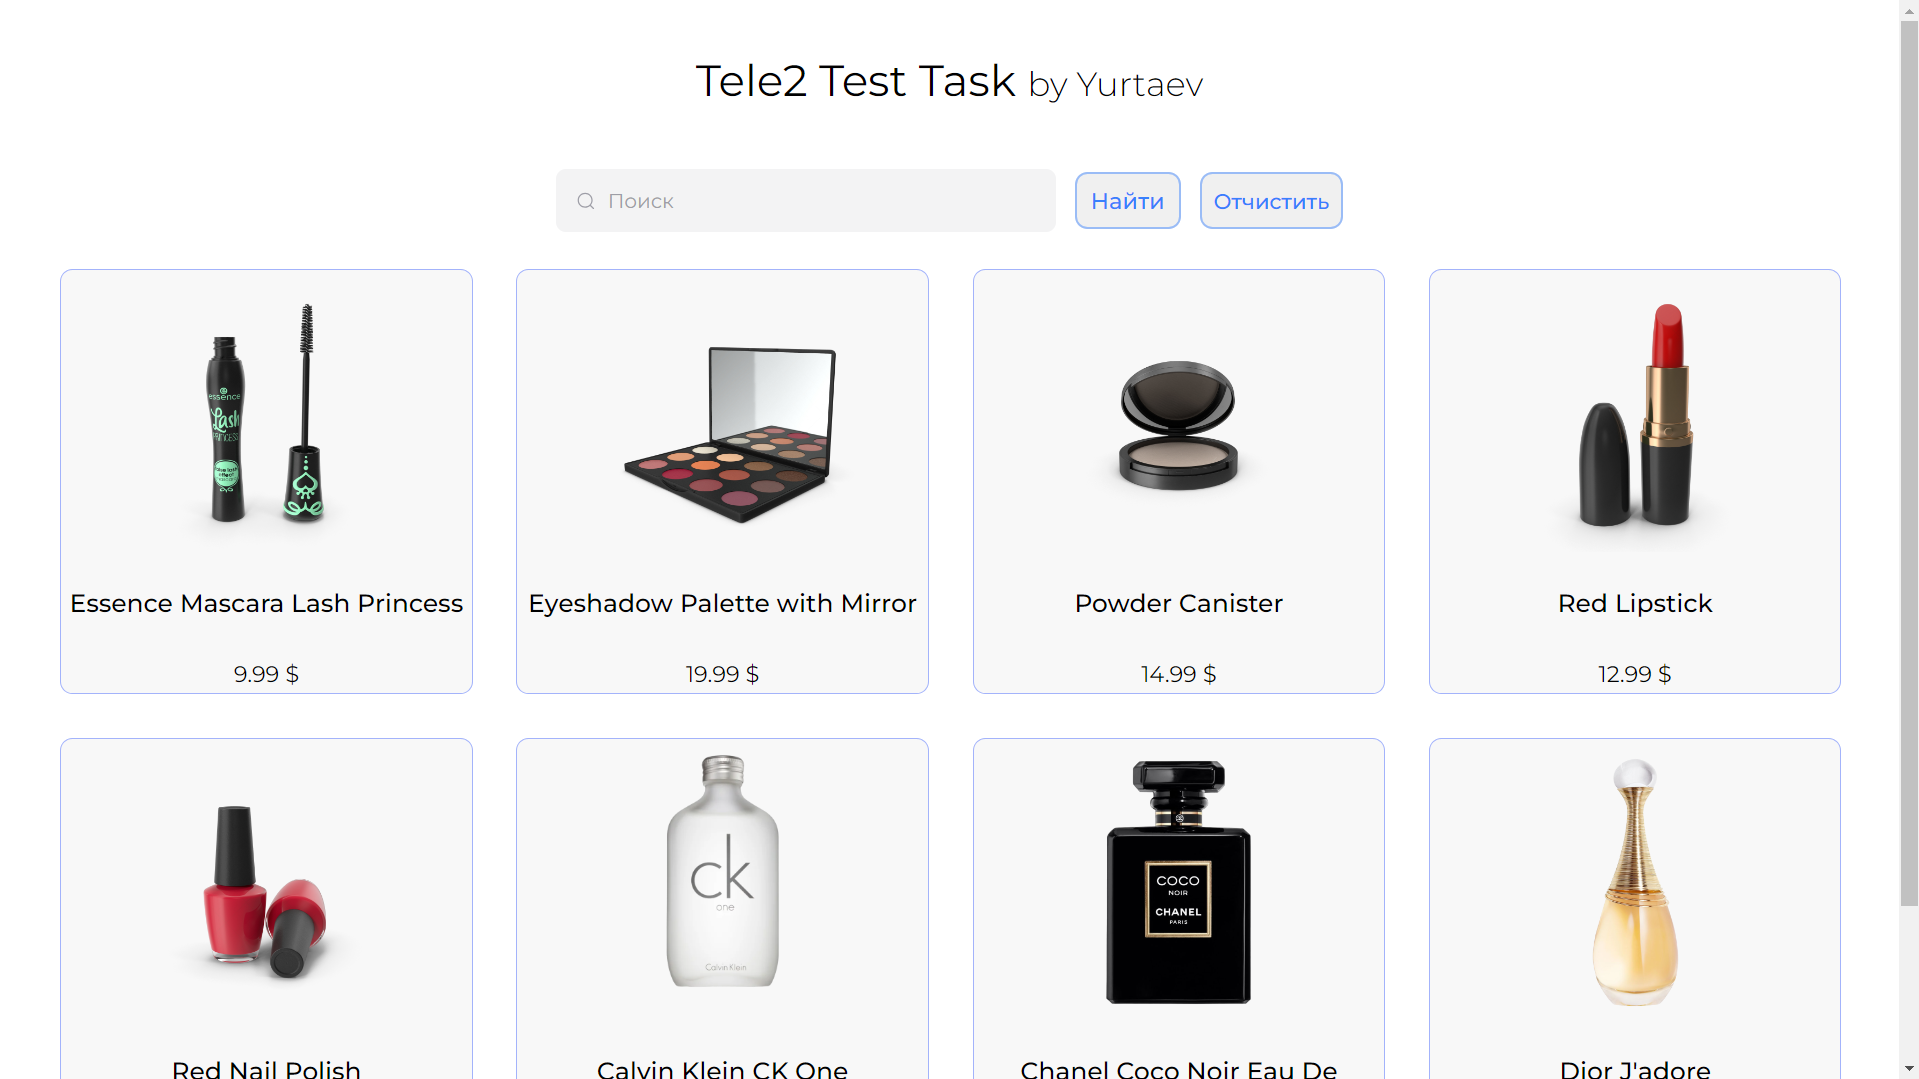 Tele2 Test Task by Yurtaev
Поиск
Найти
Отчистить
essence
Lash
PRINCESS
Essence Mascara Lash Princess
9.99 $
Eyeshadow Palette with Mirror
19.99 $
Powder Canister
14.99 $
Red Lipstick
12.99 $
Red Nail Polish
ck
one
Calvin Klein
Calvin Klein CK One
COCO
NOIR
CHANEL
PARIS
Chanel Coco Noir Eau De
Dior J'adore